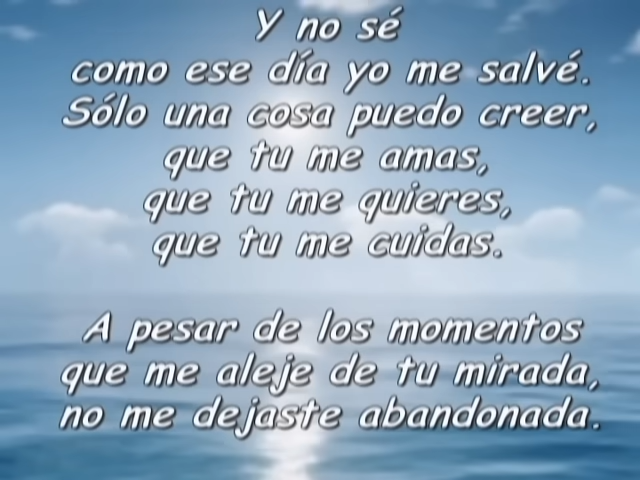 Y no sé
como ese día yo me salvé.
Sólo una cosa puedo creer,
que tu me amas,
que tu me quieres,
que tu me cuidas.
A pesar de los momentos
que me aleje de tu mirada,
no me dejaste abandonada.